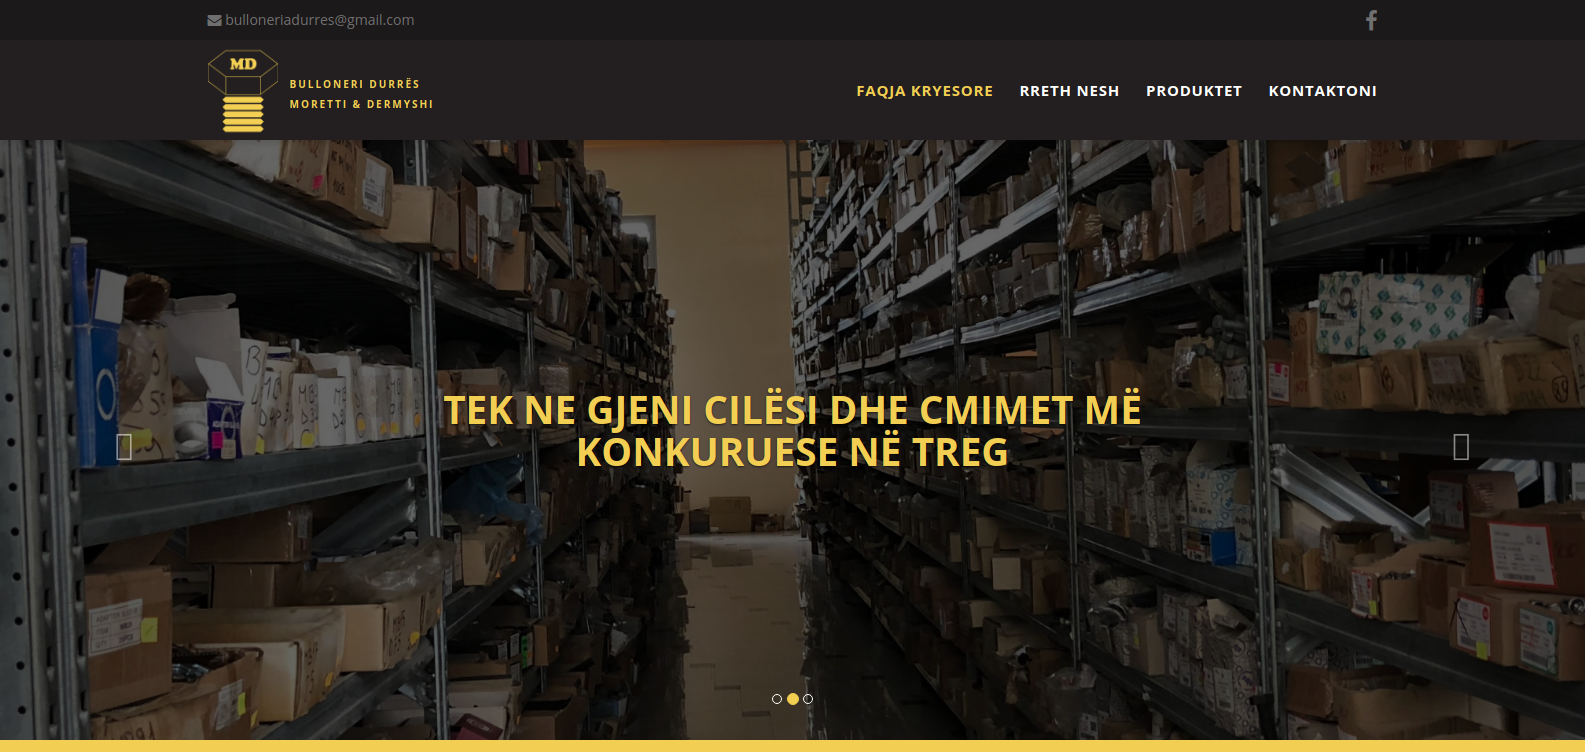 bulloneriadurres@gmail.com
MD
BULLONERI DURRËS
MORETTI & DERMYSHI
FAQJA KRYESORE RRETH NESH PRODUKTET KONTAKTONI
TEK NE GJENI CILËSI DHE CMIMET MË
KONKURUESE NË TREG